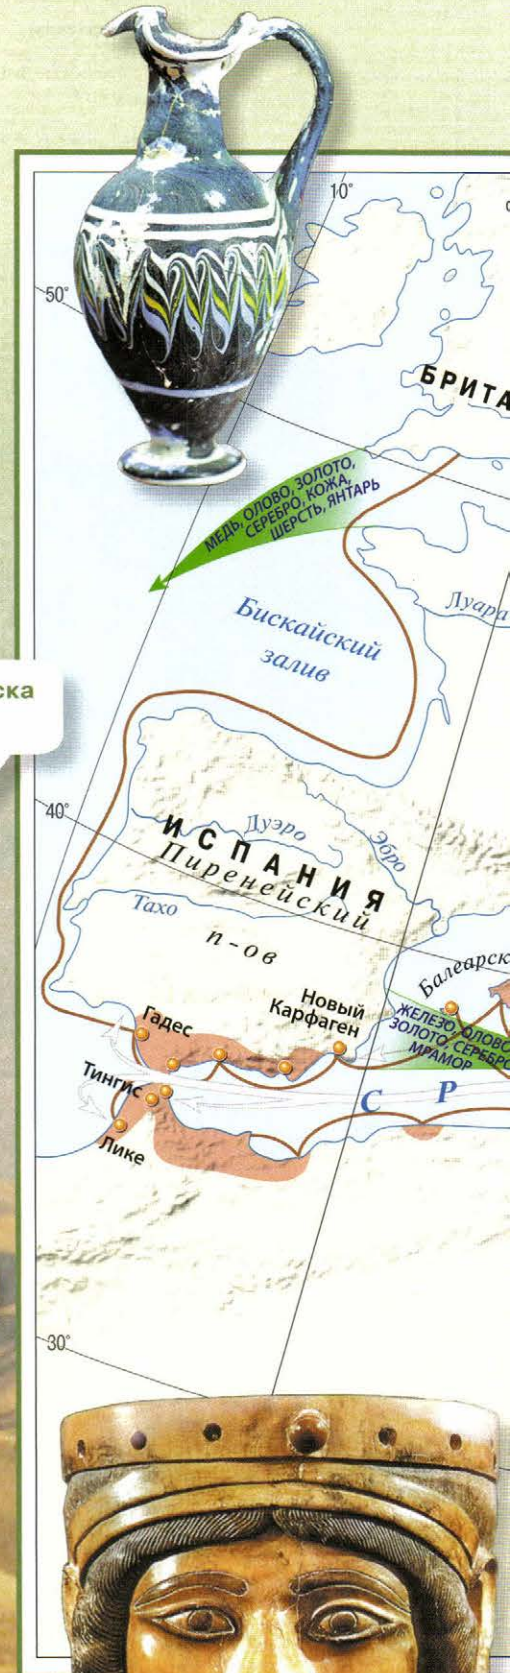 10°
50°
БРИТА
МЕДЬ, ОЛОВО, ЗОЛОТО,
СЕРЕБРО, КОЖА,
ШЕРСТЬ, ЯНТАРЬ
Луара
Бискайский
залив
ска
40°
Дуэро
Эбро
ИСПАНИЯ
Пиренейский
п-ов
Тахо
Балеарск
Новый
Карфаген
Гадес
ЖЕЛЕЗО, ОЛОВО,
ЗОЛОТО, СЕРЕБРО
МРАМОР
Тингис
С Р
Лике
30°